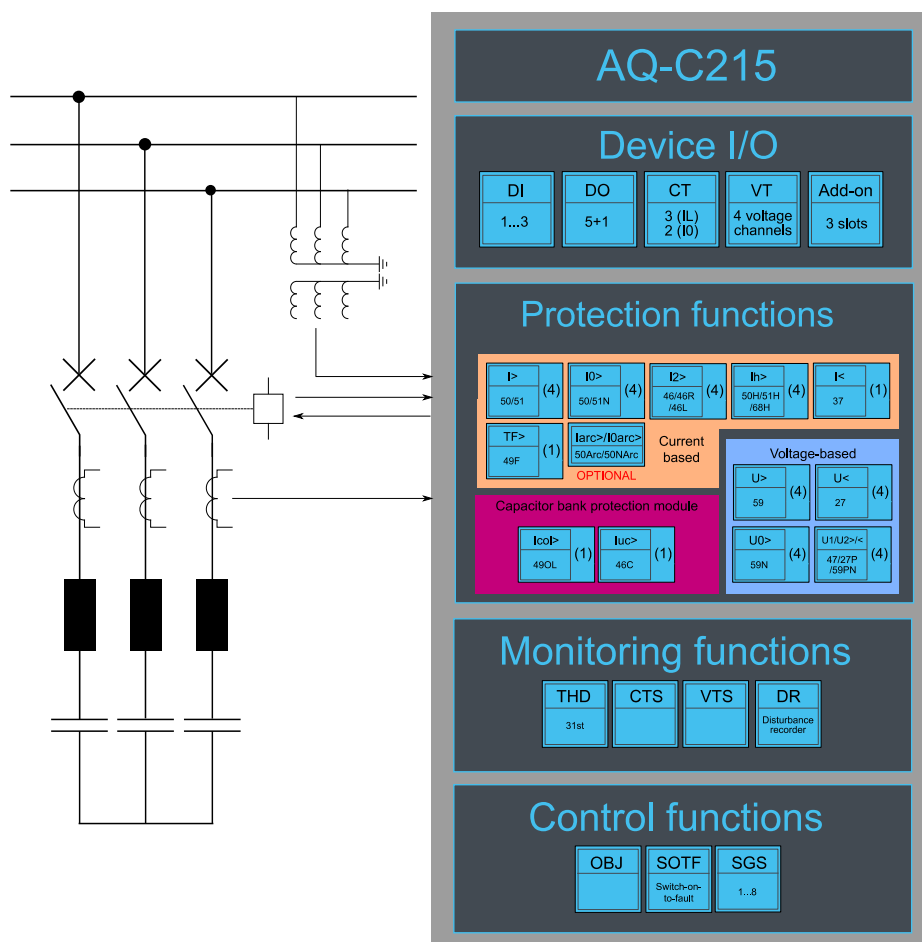 AQ-C215
Device I/O
DI
1...3
DO
5+1
CT
3 (IL)
2 (I0)
VT
4 voltage
channels
Add-on
3 slots
Protection functions
I>
50/51
(4)
I0>
50/51N
(4)
I2>
46/46R
/46L
(4)
Ih>
50H/51H
/68H
(4)
I<
37
(1)
TF>
49F
(1)
Iarc>/I0arc>
50Arc/50NArc
OPTIONAL
Current
based
Voltage-based
U>
59
(4)
U<
27
(4)
U0>
59N
(4)
U1/U2>/<
47/27P
/59PN
(4)
Capacitor bank protection module
Icol>
49OL
(1)
Iuc>
46C
(1)
Monitoring functions
THD
31st
CTS
VTS
DR
Disturbance
recorder
Control functions
OBJ
SOTF
Switch-on-
to-fault
SGS
1...8